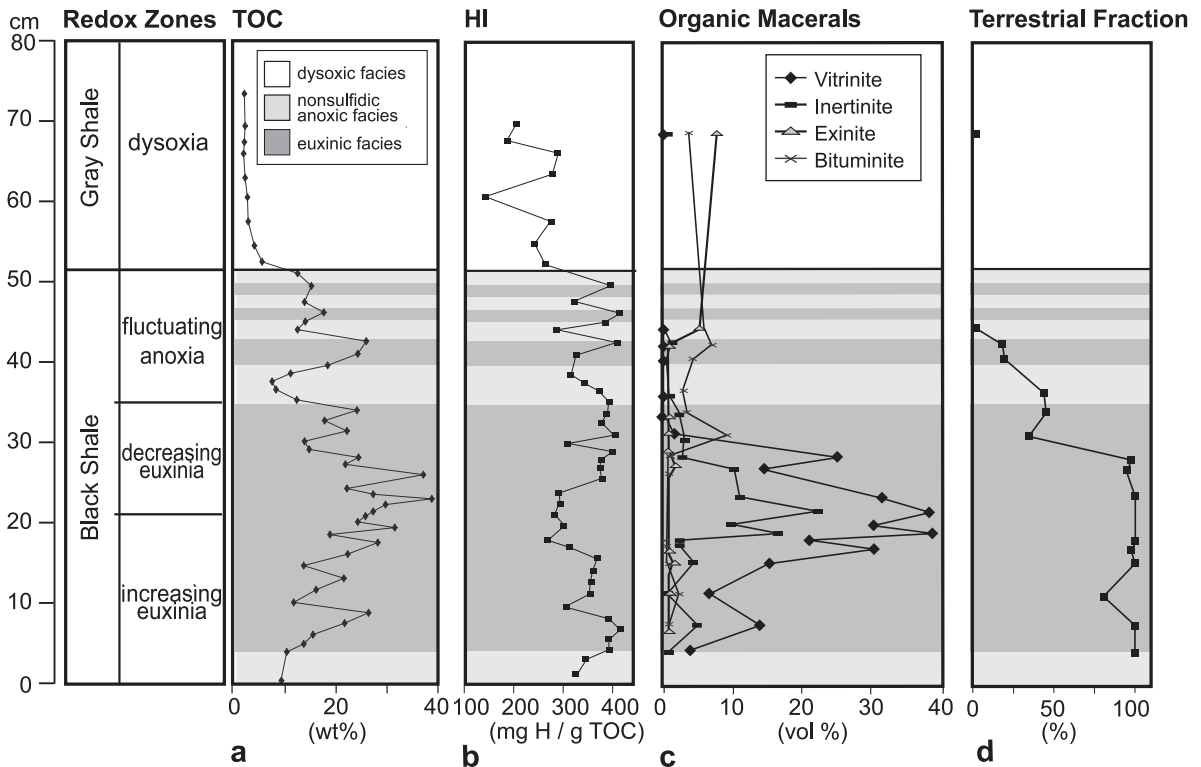 cm
Redox Zones
TOC
HI
Organic Macerals
Terrestrial Fraction
80
70
60
50
40
30
20
10
0
Gray Shale
Black Shale
dysoxia
fluctuating
anoxia
decreasing
euxinia
increasing
euxinia
dysoxic facies
nonsulfidic
anoxic facies
euxinic facies
Vitrinite
Inertinite
Exinite
Bituminite
0 20 40
(wt%)
a
100 200 300 400
(mg H / g TOC)
b
0 10 20 30 40
(vol %)
c
0 50 100
(%)
d